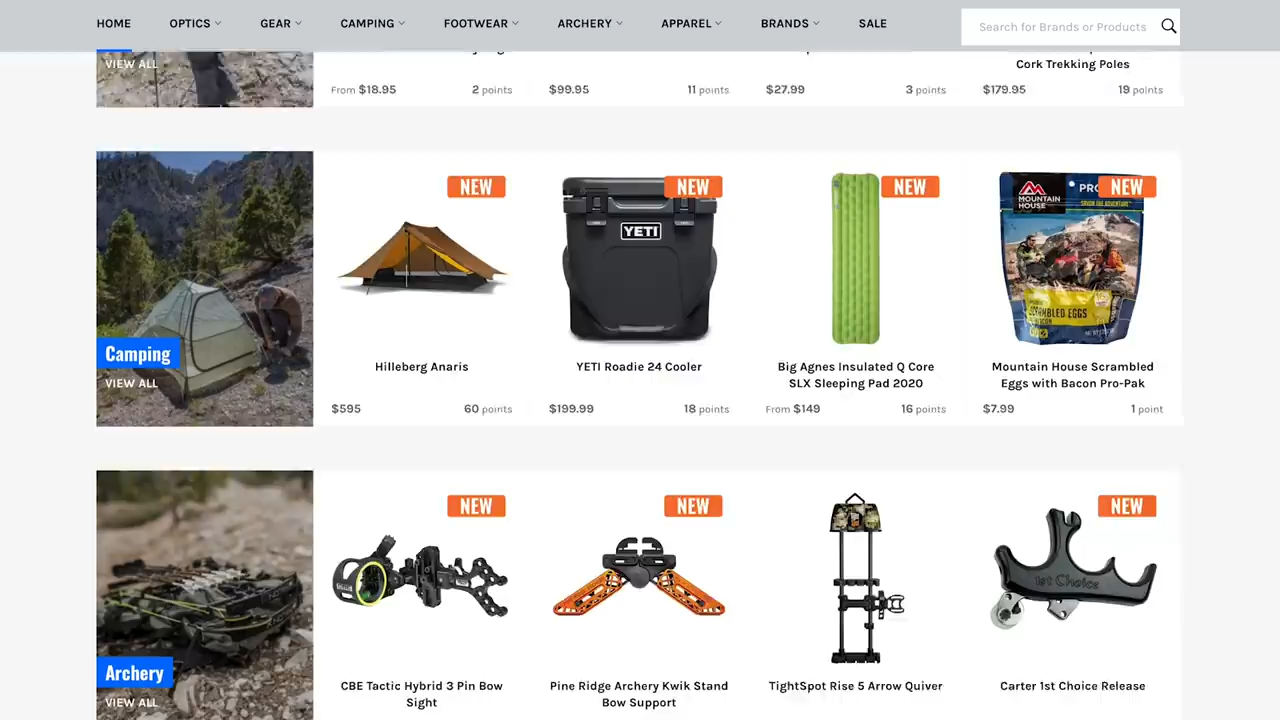 HOME OPTICS GEAR CAMPING FOOTWEAR ARCHERY APPAREL BRANDS SALE
Search for Brands or Products
VIEW ALL
Cork Trekking Poles
From $18.95 2 points $99.95 11 points $27.99 3 points $179.95 19 points
NEW NEW NEW NEW
YETI
MOUNTAIN HOUSE
PRO
SCRAMBLED EGGS
Camping
VIEW ALL
Hilleberg Anaris
YETI Roadie 24 Cooler
Big Agnes Insulated Q Core
SLX Sleeping Pad 2020
Mountain House Scrambled
Eggs with Bacon Pro-Pak
$595 60 points $199.99 18 points From $149 16 points $7.99 1 point
NEW NEW NEW
1st Choice
Archery
VIEW ALL
CBE Tactic Hybrid 3 Pin Bow
Sight
Pine Ridge Archery Kwik Stand
Bow Support
TightSpot Rise 5 Arrow Quiver
Carter 1st Choice Release